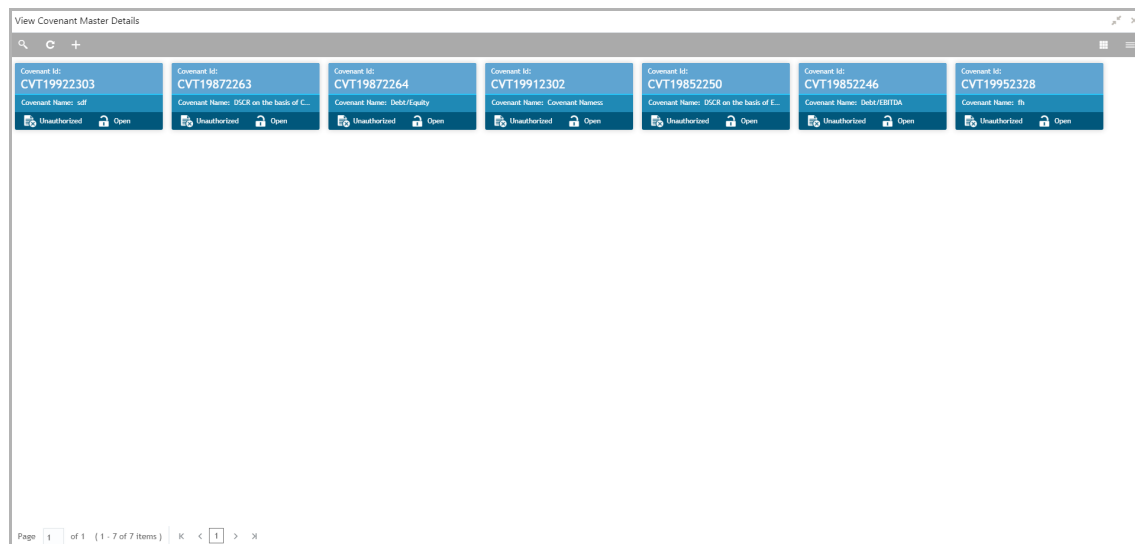 View Covenant Master Details
Covenant Id:
CVT19922303
Covenant Name: sdf
Unauthorized Open
Covenant Id:
CVT19872263
Covenant Name: DSCR on the basis of C...
Unauthorized Open
Covenant Id:
CVT19872264
Covenant Name: Debt/Equity
Unauthorized Open
Covenant Id:
CVT19912302
Covenant Name: Covenant Namess
Unauthorized Open
Covenant Id:
CVT19852250
Covenant Name: DSCR on the basis of E...
Unauthorized Open
Covenant Id:
CVT19852246
Covenant Name: Debt/EBITDA
Unauthorized Open
Covenant Id:
CVT19952328
Covenant Name: fh
Unauthorized Open
Page 1 of 1 (1 - 7 of 7 items) 1